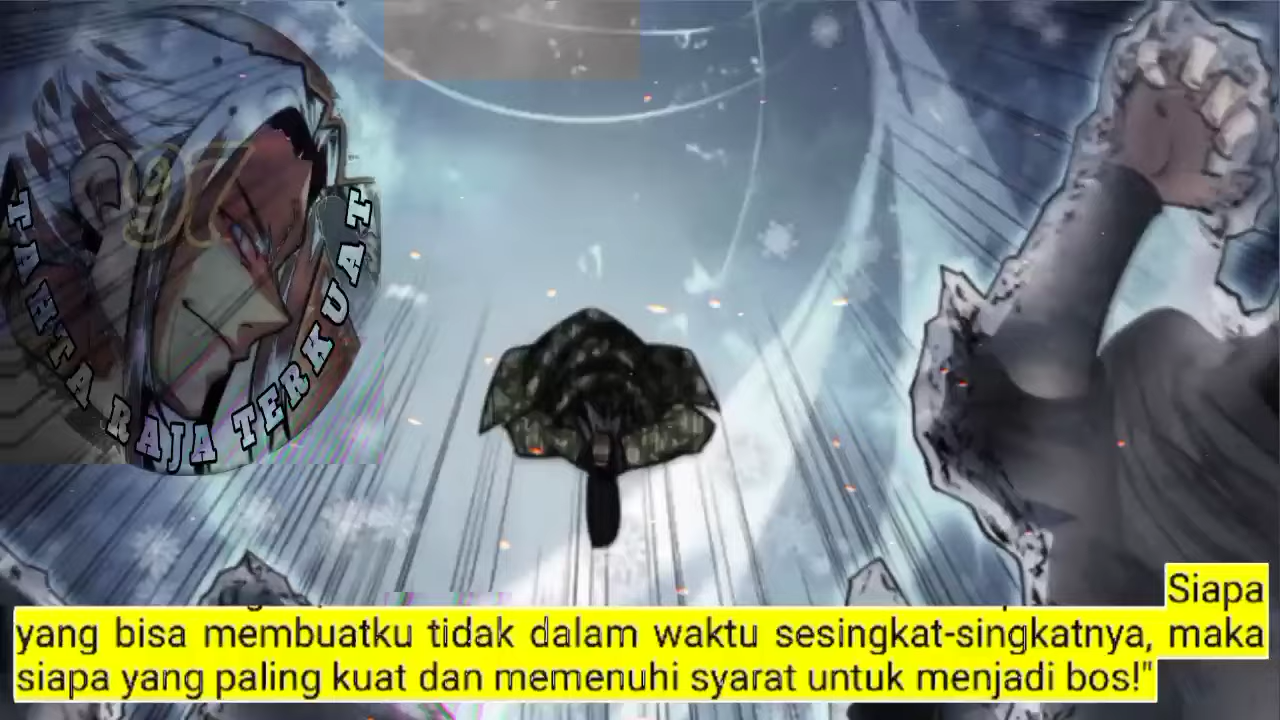 TAHTA RAJA TERKUAT
Siapa
yang bisa membuatku tidak dalam waktu sesingkat-singkatnya, maka
siapa yang paling kuat dan memenuhi syarat untuk menjadi bos!"